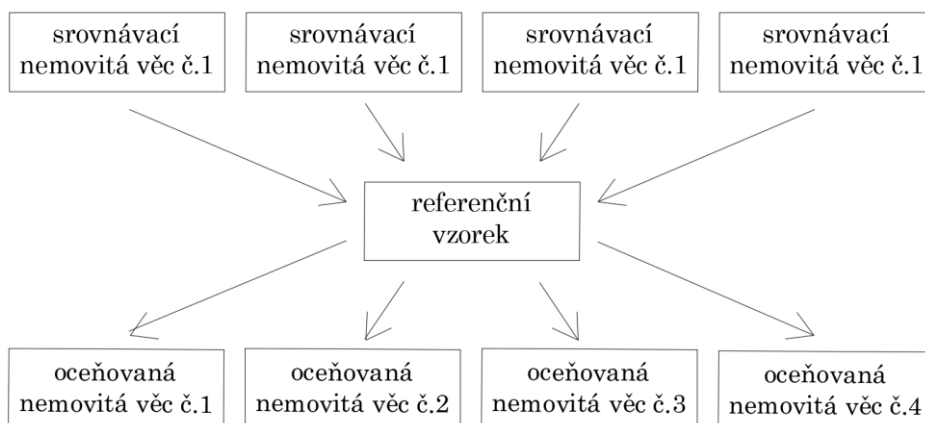 srovnávací
nemovitá věc č.1
srovnávací
nemovitá věc č.1
srovnávací
nemovitá věc č.1
srovnávací
nemovitá věc č.1
referenční
vzorek
oceňovaná
nemovitá věc č.1
oceňovaná
nemovitá věc č.2
oceňovaná
nemovitá věc č.3
oceňovaná
nemovitá věc č.4